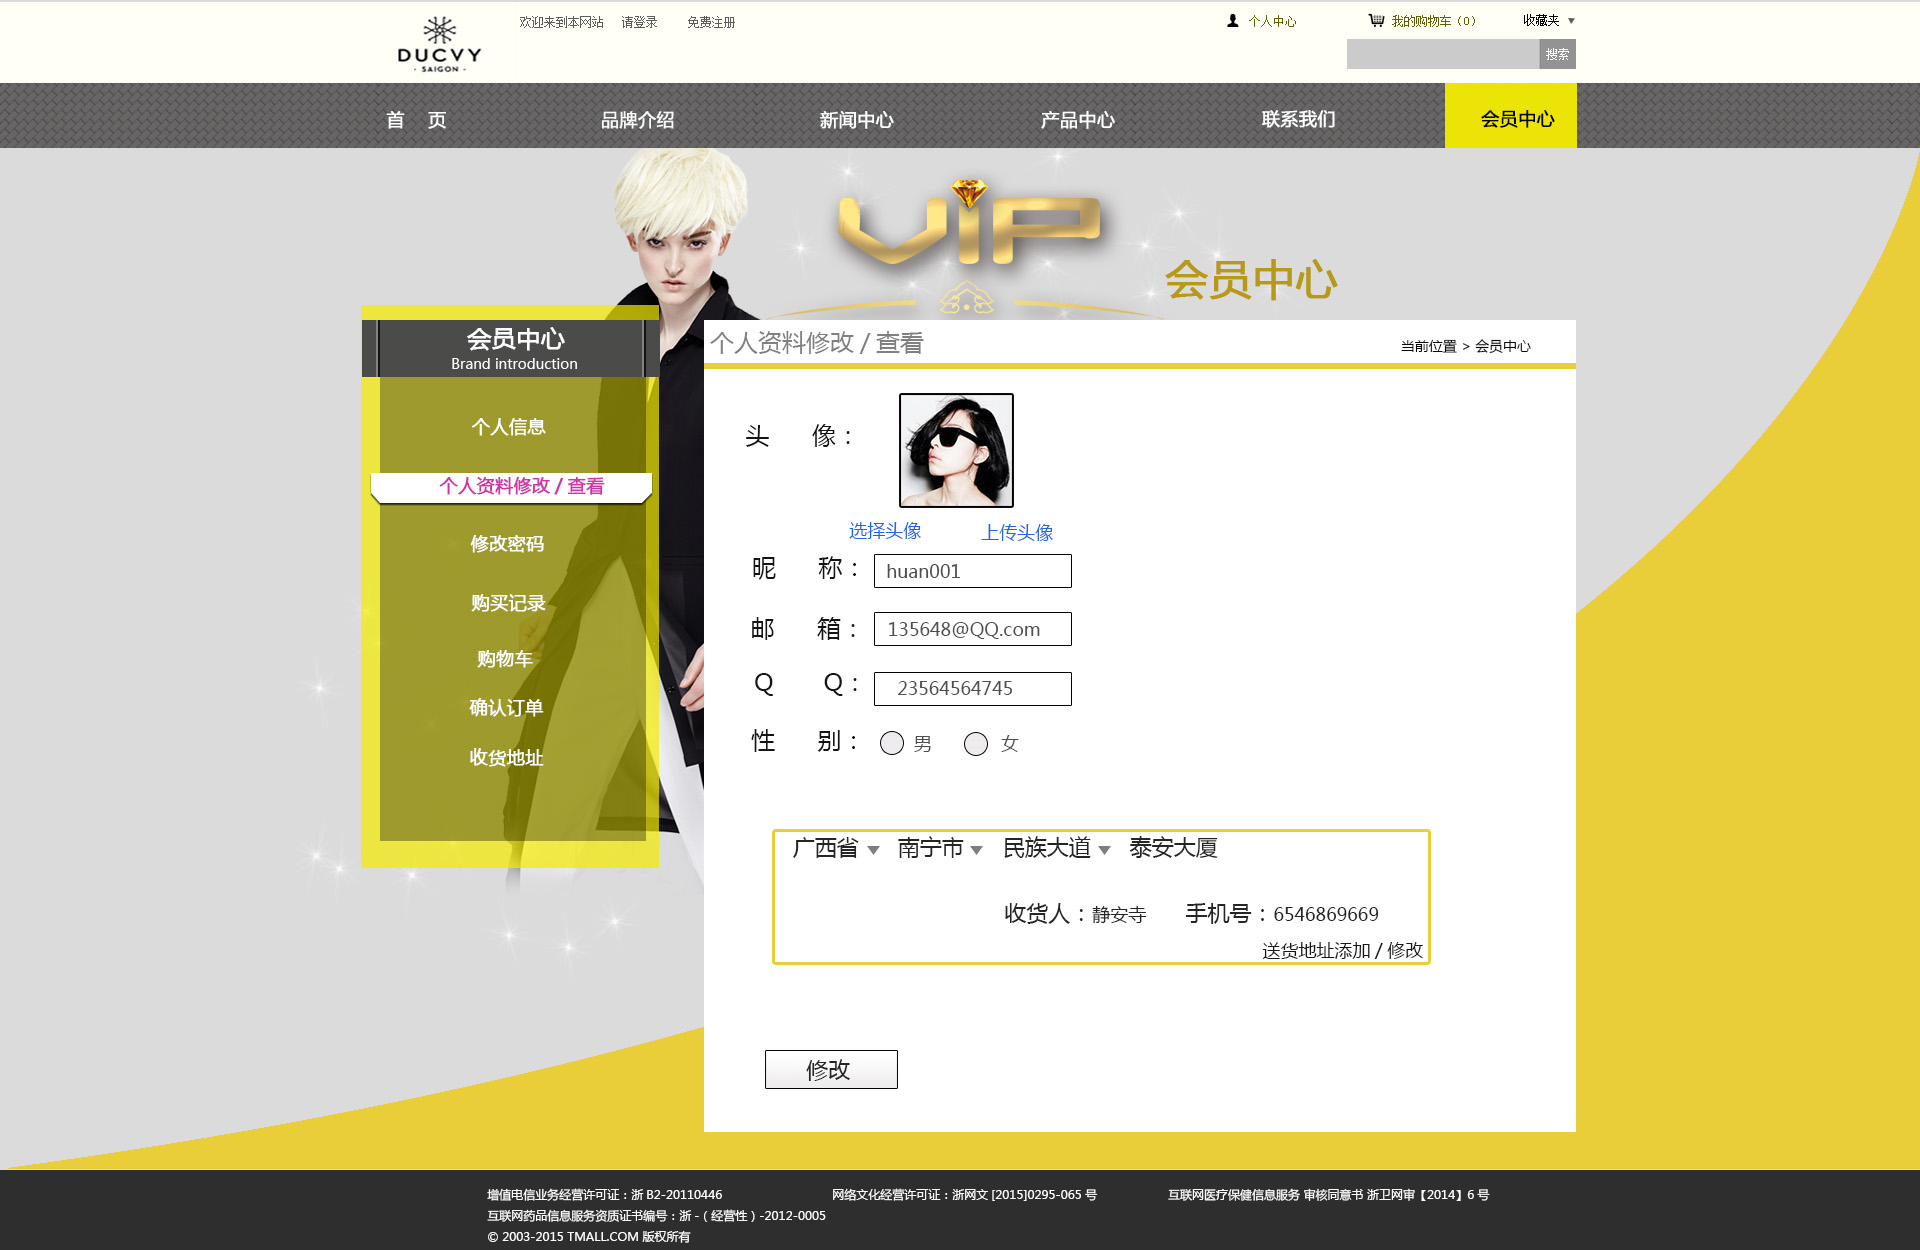 欢迎来到本网站 请登录 免费注册
个人中心 我的购物车（0） 收藏夹
DUCVY
- SAIGON -
搜索
首 页 品牌介绍 新闻中心 产品中心 联系我们 会员中心
VIP
会员中心
会员中心
Brand introduction
个人信息
个人资料修改 / 查看
修改密码
购买记录
购物车
确认订单
收货地址
个人资料修改 / 查看
当前位置 > 会员中心
头 像：
选择头像 上传头像
昵 称： huan001
邮 箱： 135648@QQ.com
Q Q： 23564564745
性 别： 男 女
广西省 南宁市 民族大道 泰安大厦
收货人：静安寺 手机号：6546869669
送货地址添加 / 修改
修改
增值电信业务经营许可证：浙 B2-20110446 网络文化经营许可证：浙网文 [2015]0295-065 号 互联网医疗保健信息服务 审核同意书 浙卫网审【2014】6 号
互联网药品信息服务资质证书编号：浙 -（ 经营性 ）-2012-0005
© 2003-2015 TMALL.COM 版权所有